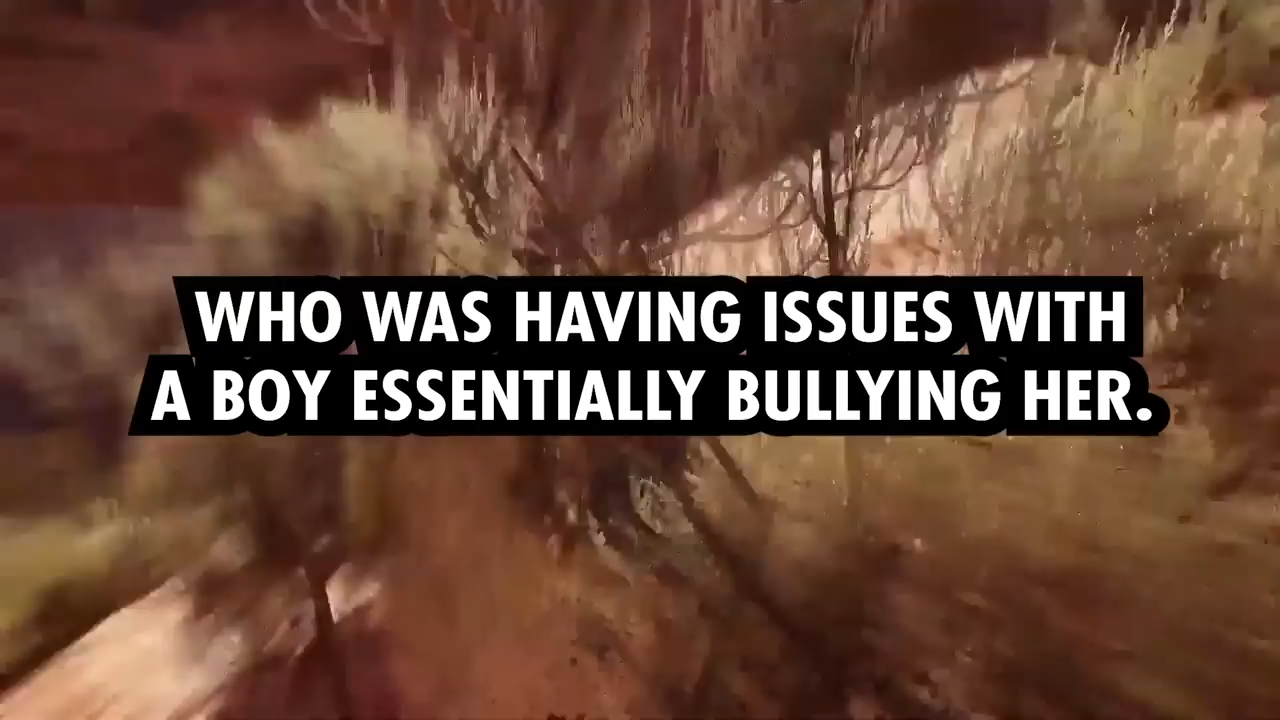 WHO WAS HAVING ISSUES WITH
A BOY ESSENTIALLY BULLYING HER.